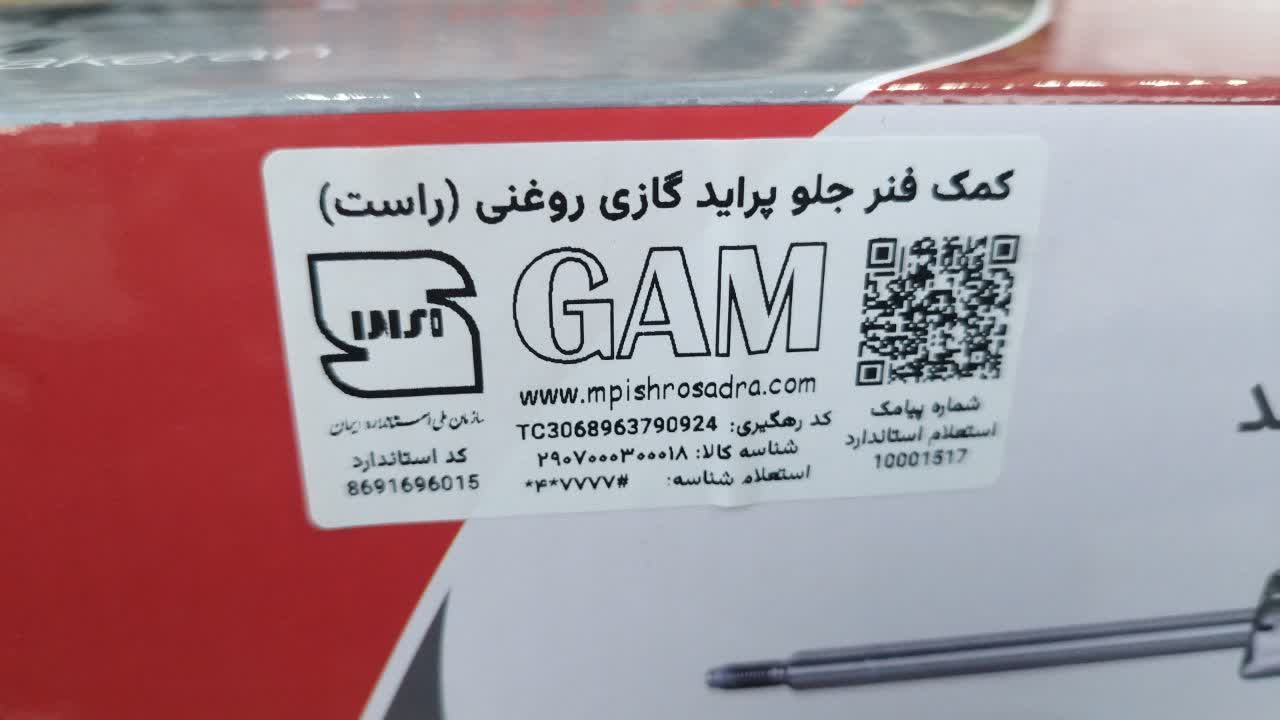 کمک فنر جلو پراید گازی روغنی (راست)
GAM
www.mpishrosadra.com
کد رهگیری: TC3068963790924
شناسه کالا: ۲۹۰۷۰۰۰۳۰۰۰۱۸
استعلام شناسه: *۴*۷۷۷۷#
شماره پیامک
استعلام استاندارد
10001517
سازمان ملی استاندارد ایران
کد استاندارد
8691696015